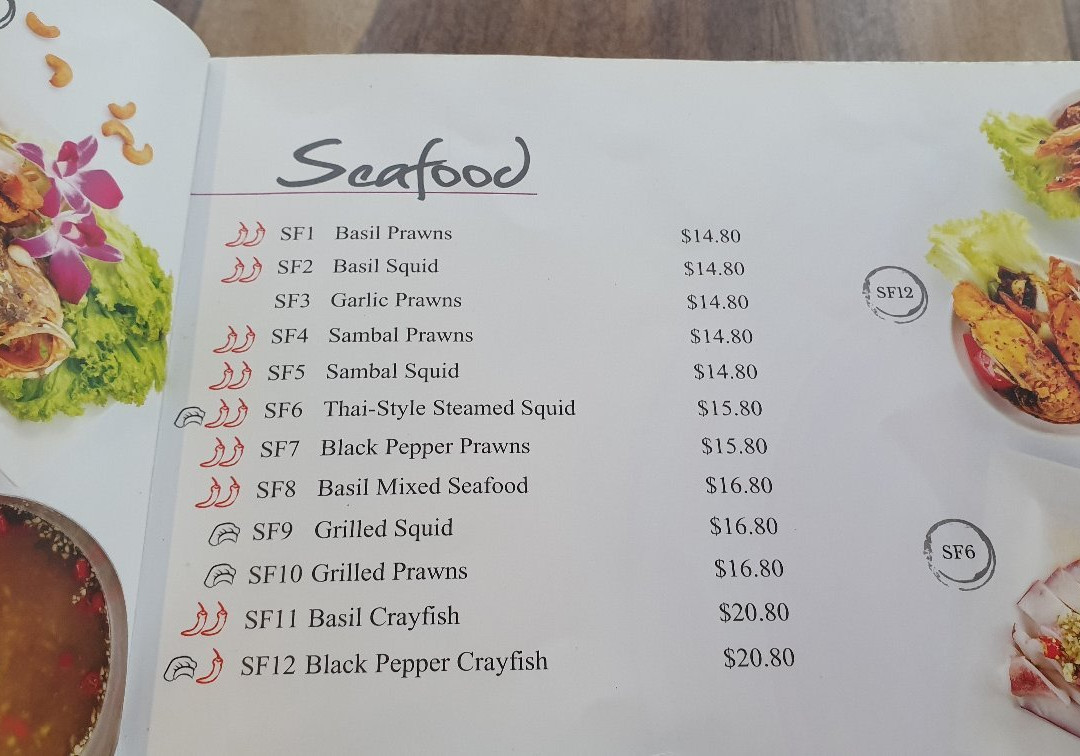 Seafood
SF1 Basil Prawns $14.80
SF2 Basil Squid $14.80
SF3 Garlic Prawns $14.80
SF4 Sambal Prawns $14.80
SF5 Sambal Squid $14.80
SF6 Thai-Style Steamed Squid $15.80
SF7 Black Pepper Prawns $15.80
SF8 Basil Mixed Seafood $16.80
SF9 Grilled Squid $16.80
SF10 Grilled Prawns $16.80
SF11 Basil Crayfish $20.80
SF12 Black Pepper Crayfish $20.80
SF12
SF6